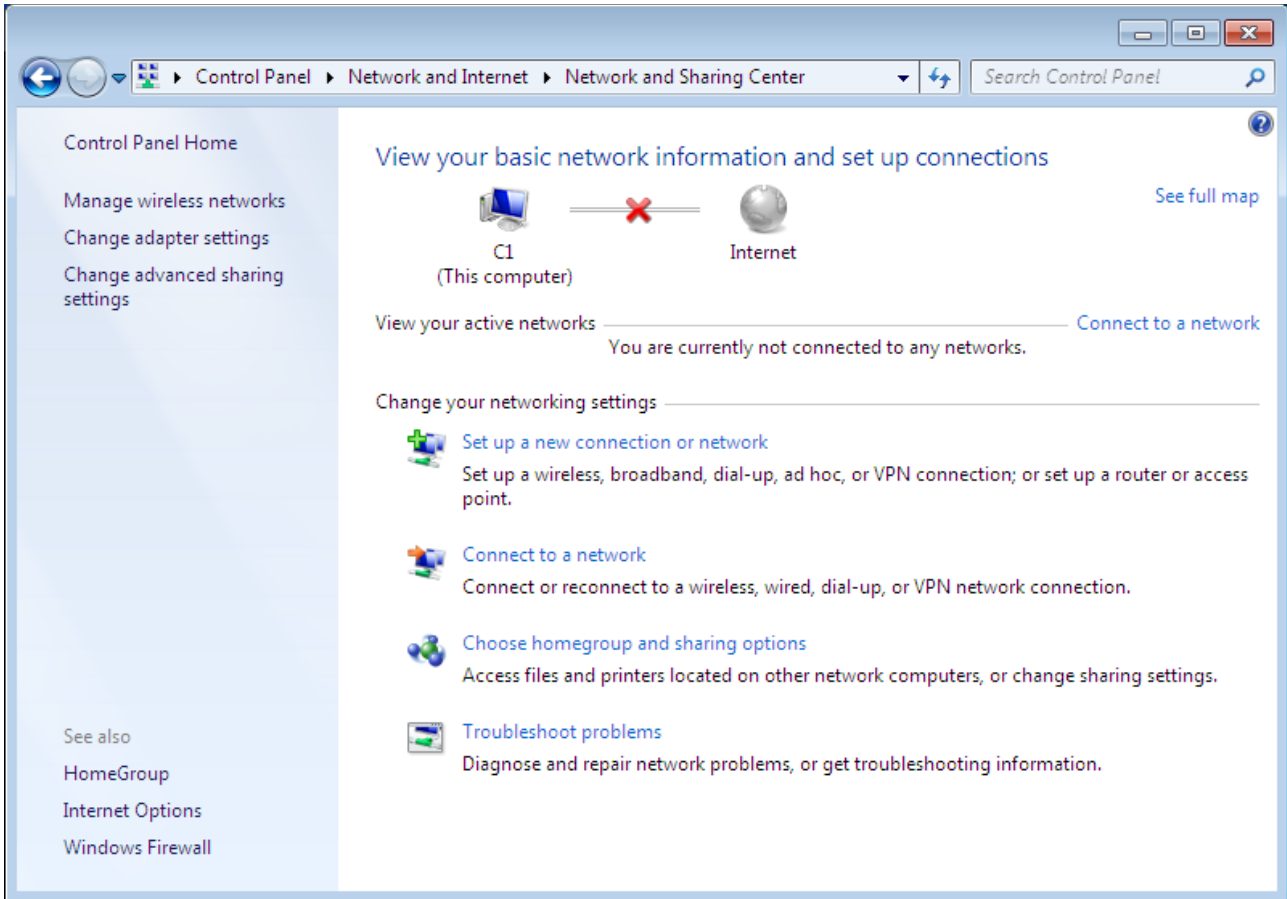 Control Panel ▸ Network and Internet ▸ Network and Sharing Center
Search Control Panel
Control Panel Home
Manage wireless networks
Change adapter settings
Change advanced sharing
settings
See also
HomeGroup
Internet Options
Windows Firewall
View your basic network information and set up connections
See full map
C1
(This computer)
Internet
View your active networks
Connect to a network
You are currently not connected to any networks.
Change your networking settings
Set up a new connection or network
Set up a wireless, broadband, dial-up, ad hoc, or VPN connection; or set up a router or access
point.
Connect to a network
Connect or reconnect to a wireless, wired, dial-up, or VPN network connection.
Choose homegroup and sharing options
Access files and printers located on other network computers, or change sharing settings.
Troubleshoot problems
Diagnose and repair network problems, or get troubleshooting information.